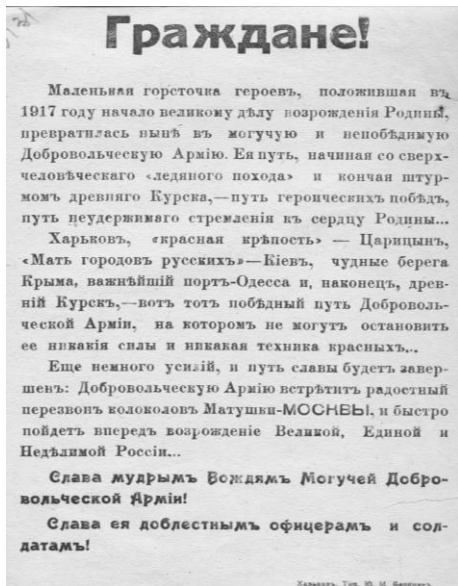 Граждане!
Маленькая горсточка героевъ, положившая въ
1917 году начало великому дѣлу возрожденія Родины,
превратилась нынѣ въ могучую и непобѣдимую
Добровольческую Армію. Ея путь, начиная со сверх-
человѣческаго «ледяного похода» и кончая штур-
момъ древняго Курска,—путь героическихъ побѣдъ,
путь неудержимаго стремленія къ сердцу Родины...
Харьковъ, «красная крѣпость» — Царицынъ,
«Мать городовъ русскихъ»—Кіевъ, чудные берега
Крыма, важнѣйшій портъ-Одесса и, наконецъ, древ-
ній Курскъ,—вотъ тотъ побѣдный путь Доброволь-
ческой Арміи, на которомъ не могутъ остановить
ее никакія силы и никакая техника красныхъ...
Еще немного усилій, и путь славы будетъ завер-
шенъ: Добровольческую Армію встрѣтитъ радостный
перезвонъ колоколовъ Матушки-МОСКВЫ, и быстро
пойдетъ впередъ возрожденіе Великой, Единой и
Недѣлимой Россіи...
Слава мудрымъ Вождямъ Могучей Добро-
вольческой Арміи!
Слава ея доблестнымъ офицерамъ и сол-
датамъ!
Харьковъ, Тип. Ю. М.